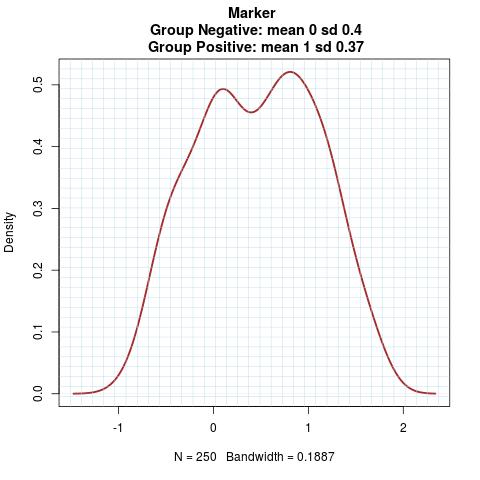 Marker
Group Negative: mean 0 sd 0.4
Group Positive: mean 1 sd 0.37
Density
0.5
0.4
0.3
0.2
0.1
0.0
-1 0 1 2
N = 250 Bandwidth = 0.1887